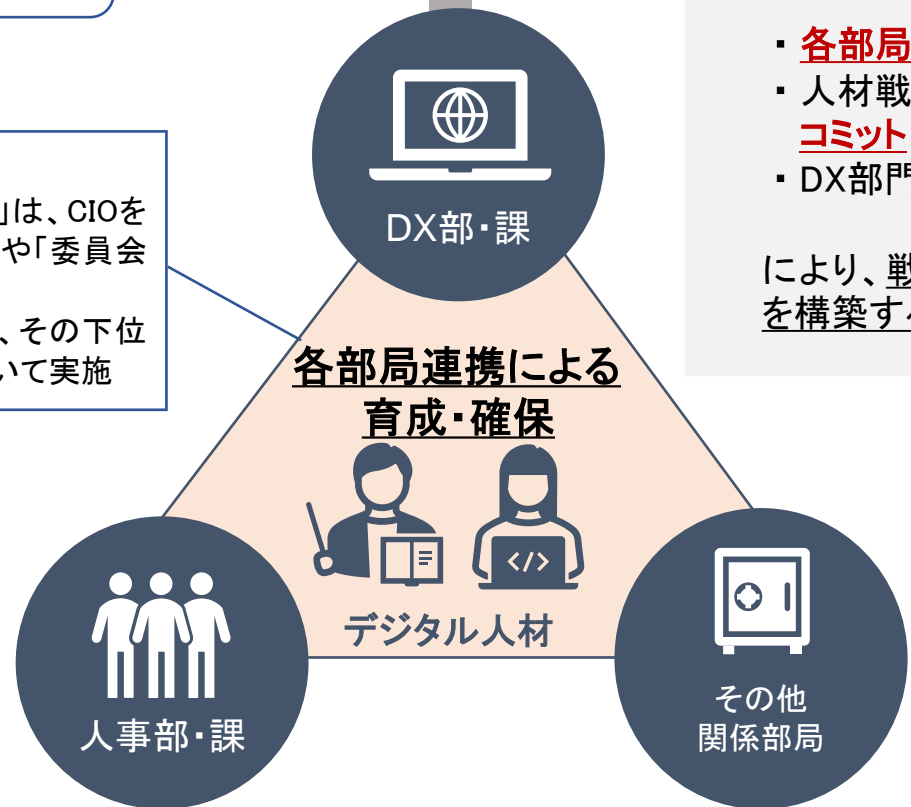 ・各部局
・人材戦
コミット
・DX部門
により、戦
を構築す
」は、CIOを
や「委員会
、その下位
いて実施
DX部・課
各部局連携による
育成・確保
</>
デジタル人材
人事部・課
その他
関係部局